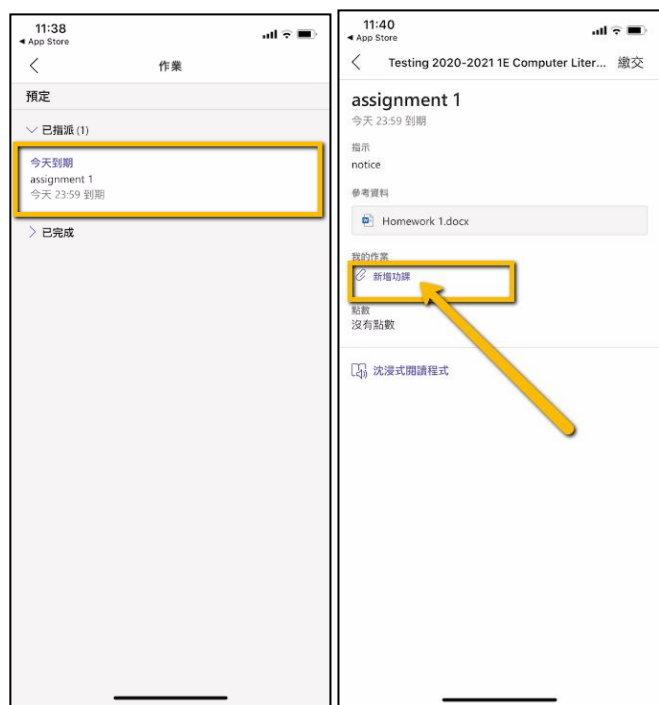 11:38
◀ App Store
作業
預定
已指派 (1)
今天到期
assignment 1
今天 23:59 到期
已完成
11:40
◀ App Store
Testing 2020-2021 1E Computer Liter... 繳交
assignment 1
今天 23:59 到期
指示
notice
參考資料
Homework 1.docx
我的作業
新增功課
點數
沒有點數
沈浸式閱讀程式